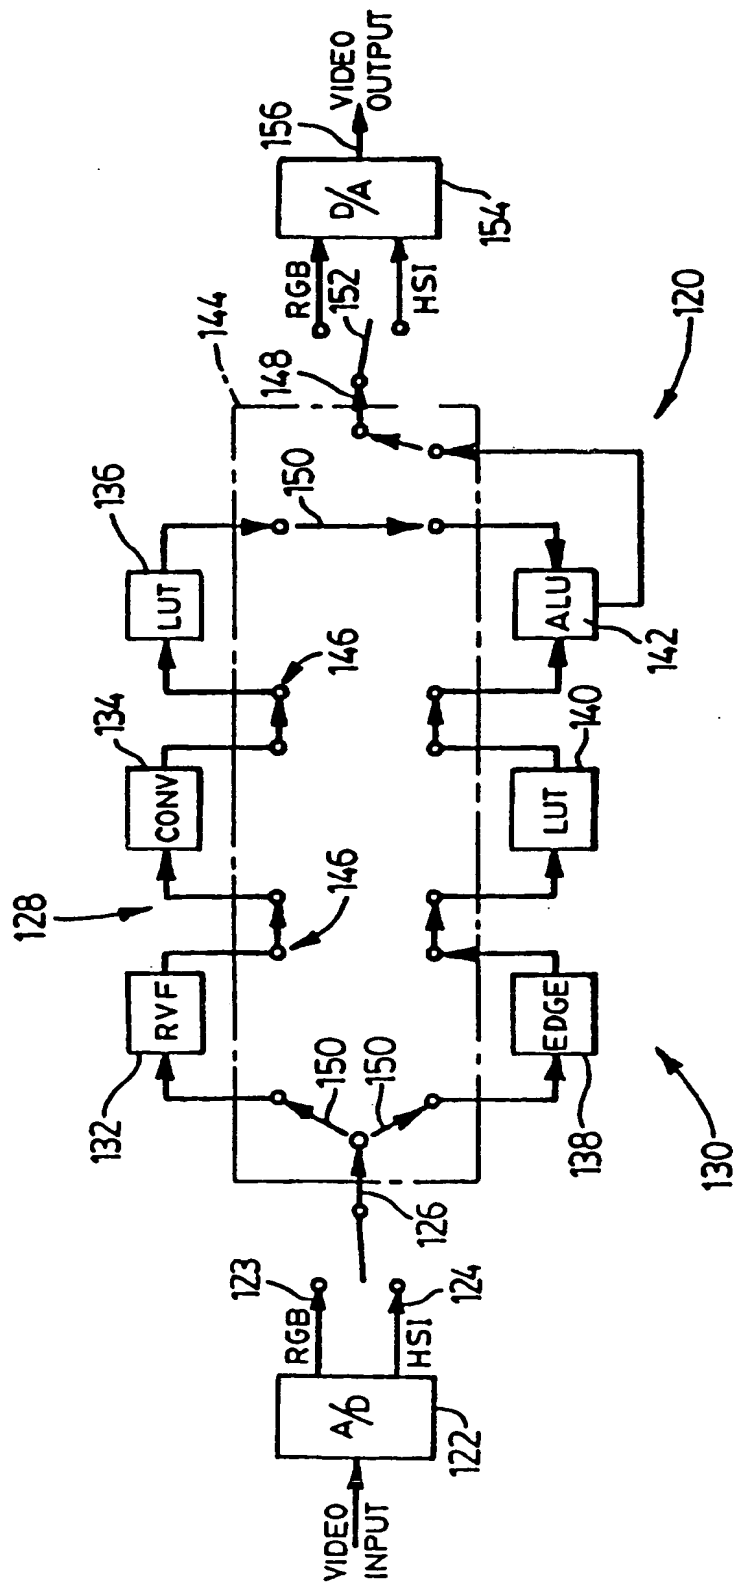 VIDEO
INPUT
A/D
122
RGB
123
HSI
124
126
150
150
132
RVF
128
146
CONV
134
146
LUT
136
150
144
138
EDGE
130
LUT
140
ALU
142
148
152
RGB
HSI
D/A
154
156
VIDEO
OUTPUT
120